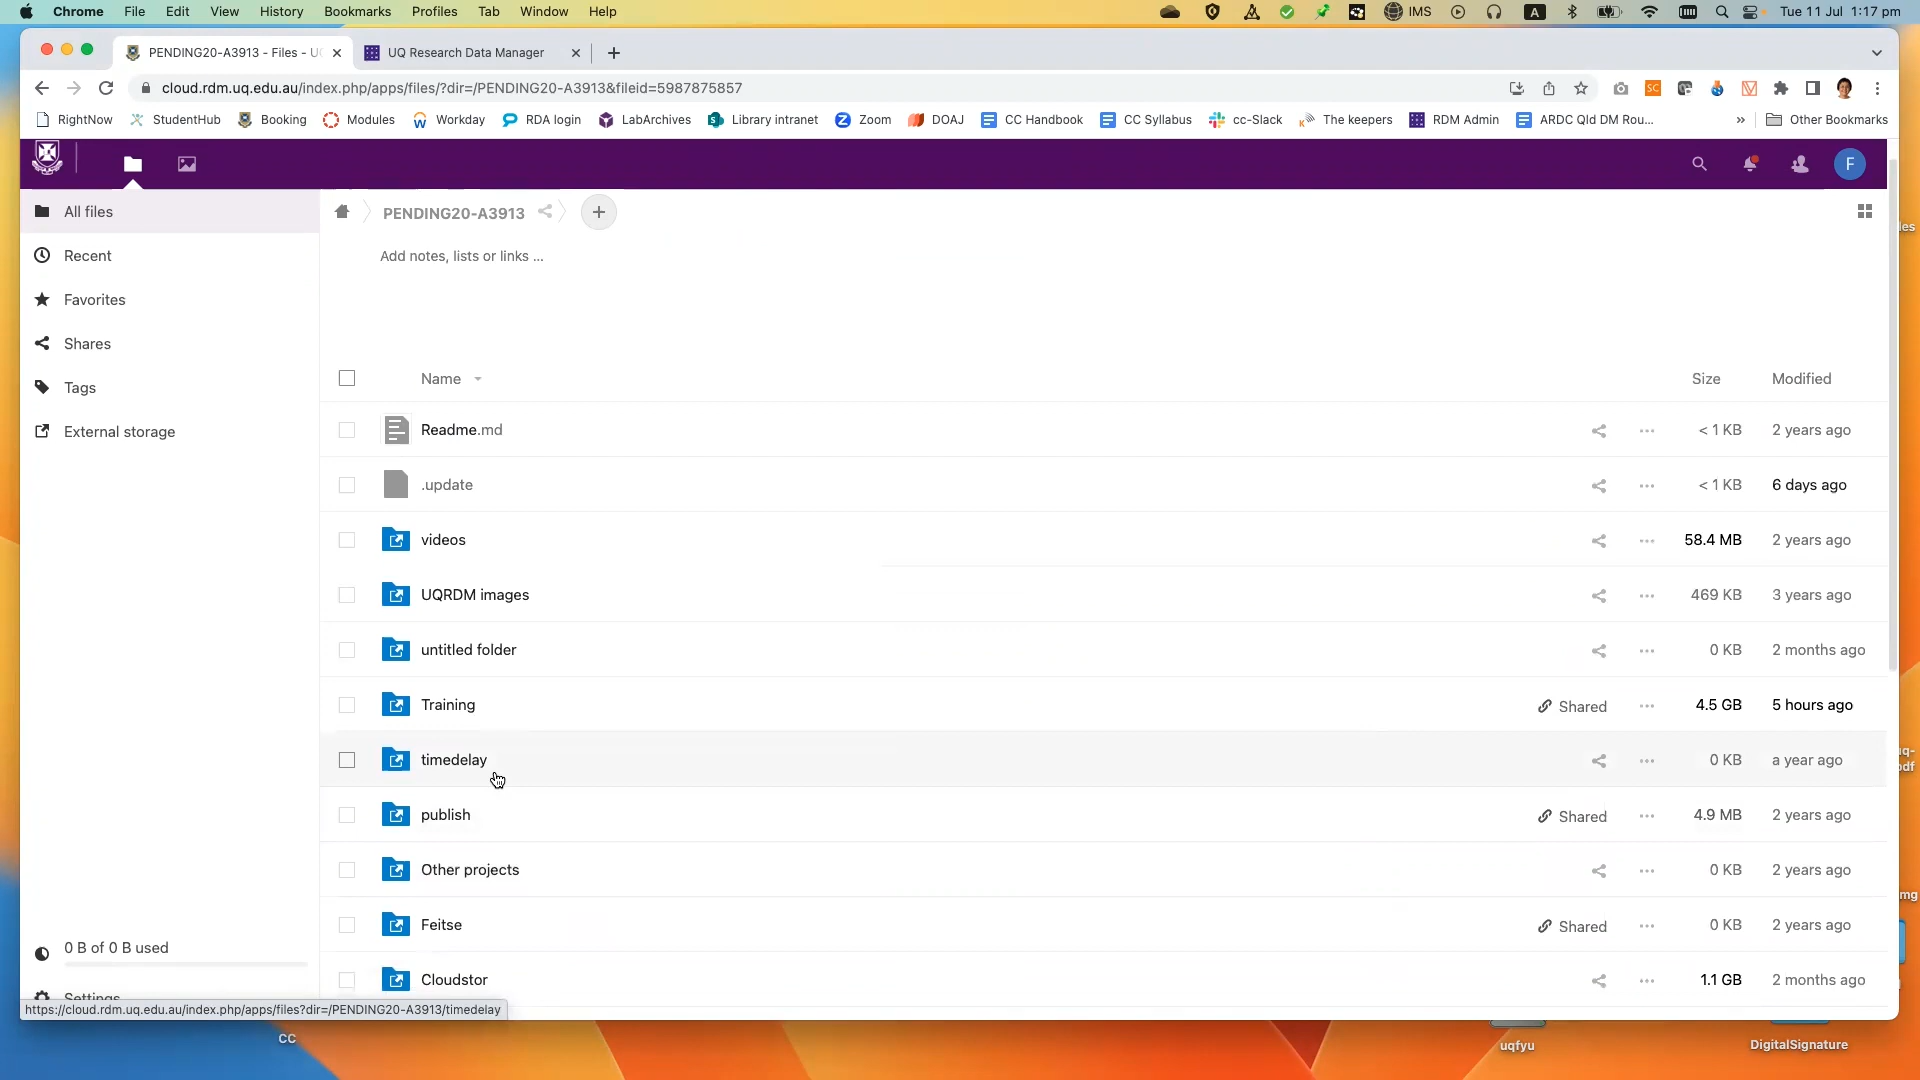 Chrome File Edit View History Bookmarks Profiles Tab Window Help IMS A Tue 11 Jul 1:17 pm
PENDING20-A3913 - Files - UQ UQ Research Data Manager
cloud.rdm.uq.edu.au/index.php/apps/files/?dir=/PENDING20-A3913&fileid=5987875857 SC
RightNow StudentHub Booking Modules Workday RDA login LabArchives Library intranet Zoom DOAJ CC Handbook CC Syllabus cc-Slack The keepers RDM Admin ARDC Qld DM Rou... » Other Bookmarks
F
All files
PENDING20-A3913
Recent
Add notes, lists or links ...
Favorites
Shares
Tags
External storage
Name Size Modified
Readme.md < 1 KB 2 years ago
.update < 1 KB 6 days ago
videos 58.4 MB 2 years ago
UQRDM images 469 KB 3 years ago
untitled folder 0 KB 2 months ago
Training Shared 4.5 GB 5 hours ago
timedelay 0 KB a year ago
publish Shared 4.9 MB 2 years ago
Other projects 0 KB 2 years ago
Feitse Shared 0 KB 2 years ago
Cloudstor 1.1 GB 2 months ago
0 B of 0 B used
Settings
https://cloud.rdm.uq.edu.au/index.php/apps/files?dir=/PENDING20-A3913/timedelay
CC
uqfyu
DigitalSignature